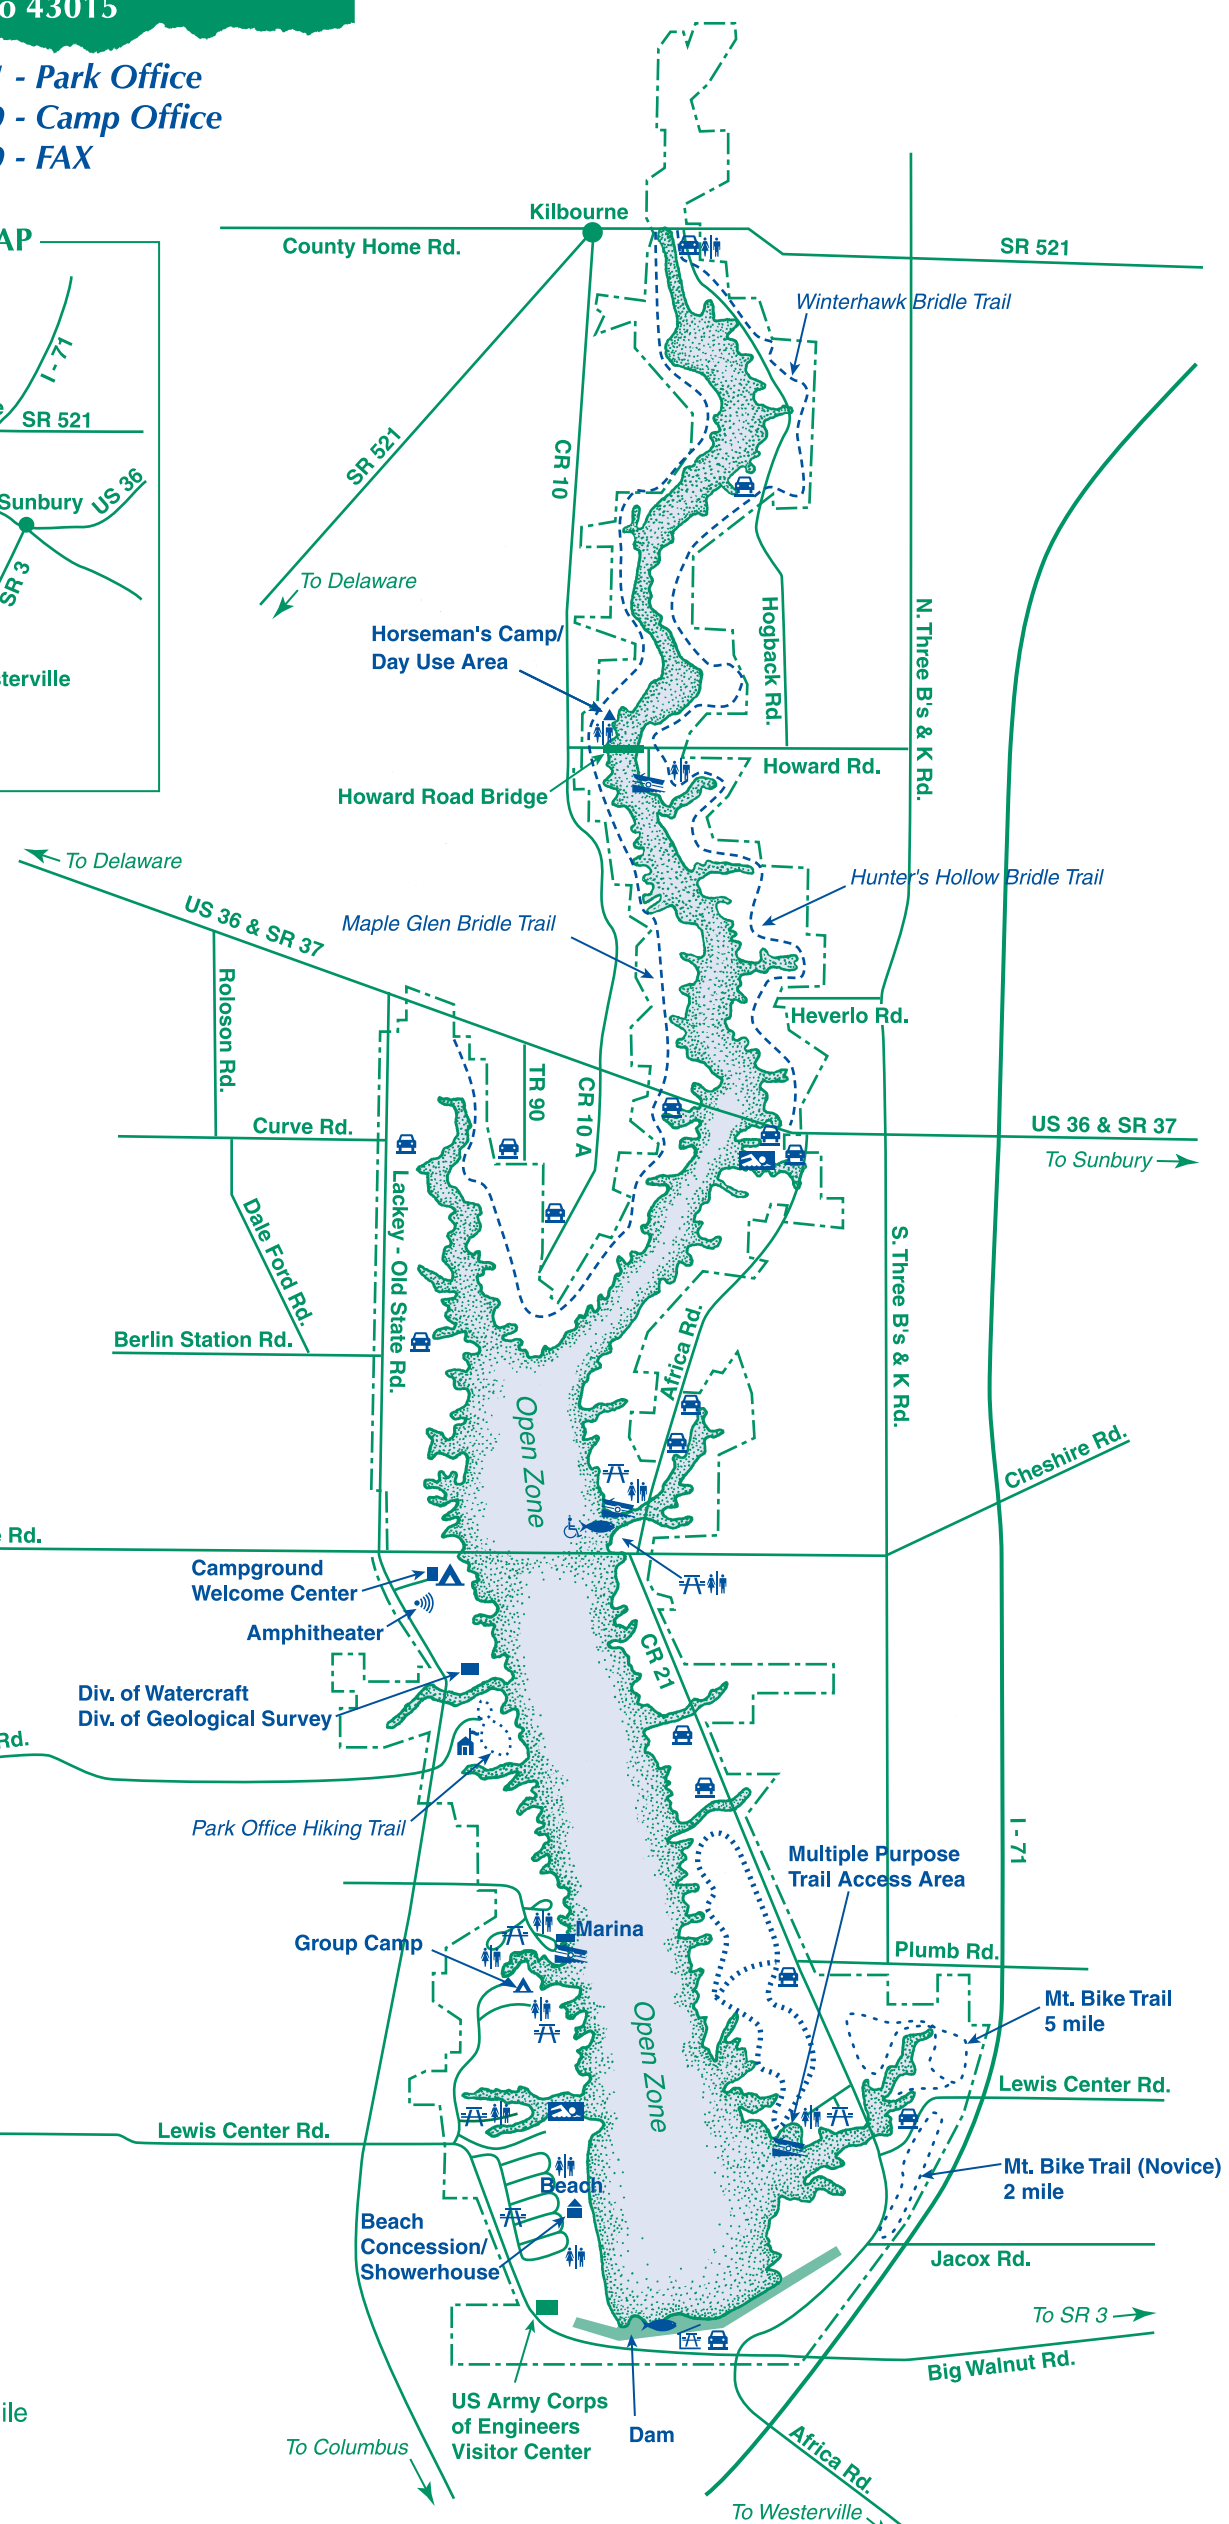 o 43015
- Park Office
- Camp Office
- FAX
AP
I - 71
SR 521
Sunbury
US 36
SR 3
sterville
Kilbourne
County Home Rd.
SR 521
Winterhawk Bridle Trail
SR 521
CR 10
To Delaware
Horseman's Camp/
Day Use Area
Hogback Rd.
N. Three B's & K Rd.
Howard Rd.
Howard Road Bridge
To Delaware
US 36 & SR 37
Hunter's Hollow Bridle Trail
Maple Glen Bridle Trail
Roloson Rd.
Heverlo Rd.
TR 90
CR 10 A
Curve Rd.
US 36 & SR 37
To Sunbury
Lackey - Old State Rd.
Dale Ford Rd.
S. Three B's & K Rd.
Berlin Station Rd.
Africa Rd.
Open Zone
Cheshire Rd.
e Rd.
Campground
Welcome Center
Amphitheater
CR 21
Div. of Watercraft
Div. of Geological Survey
Rd.
Park Office Hiking Trail
I - 71
Multiple Purpose
Trail Access Area
Marina
Group Camp
Plumb Rd.
Mt. Bike Trail
5 mile
Open Zone
Lewis Center Rd.
Lewis Center Rd.
Mt. Bike Trail (Novice)
2 mile
Beach
Beach
Concession/
Showerhouse
Jacox Rd.
To SR 3
Big Walnut Rd.
US Army Corps
of Engineers
Visitor Center
Dam
ile
To Columbus
Africa Rd.
To Westerville